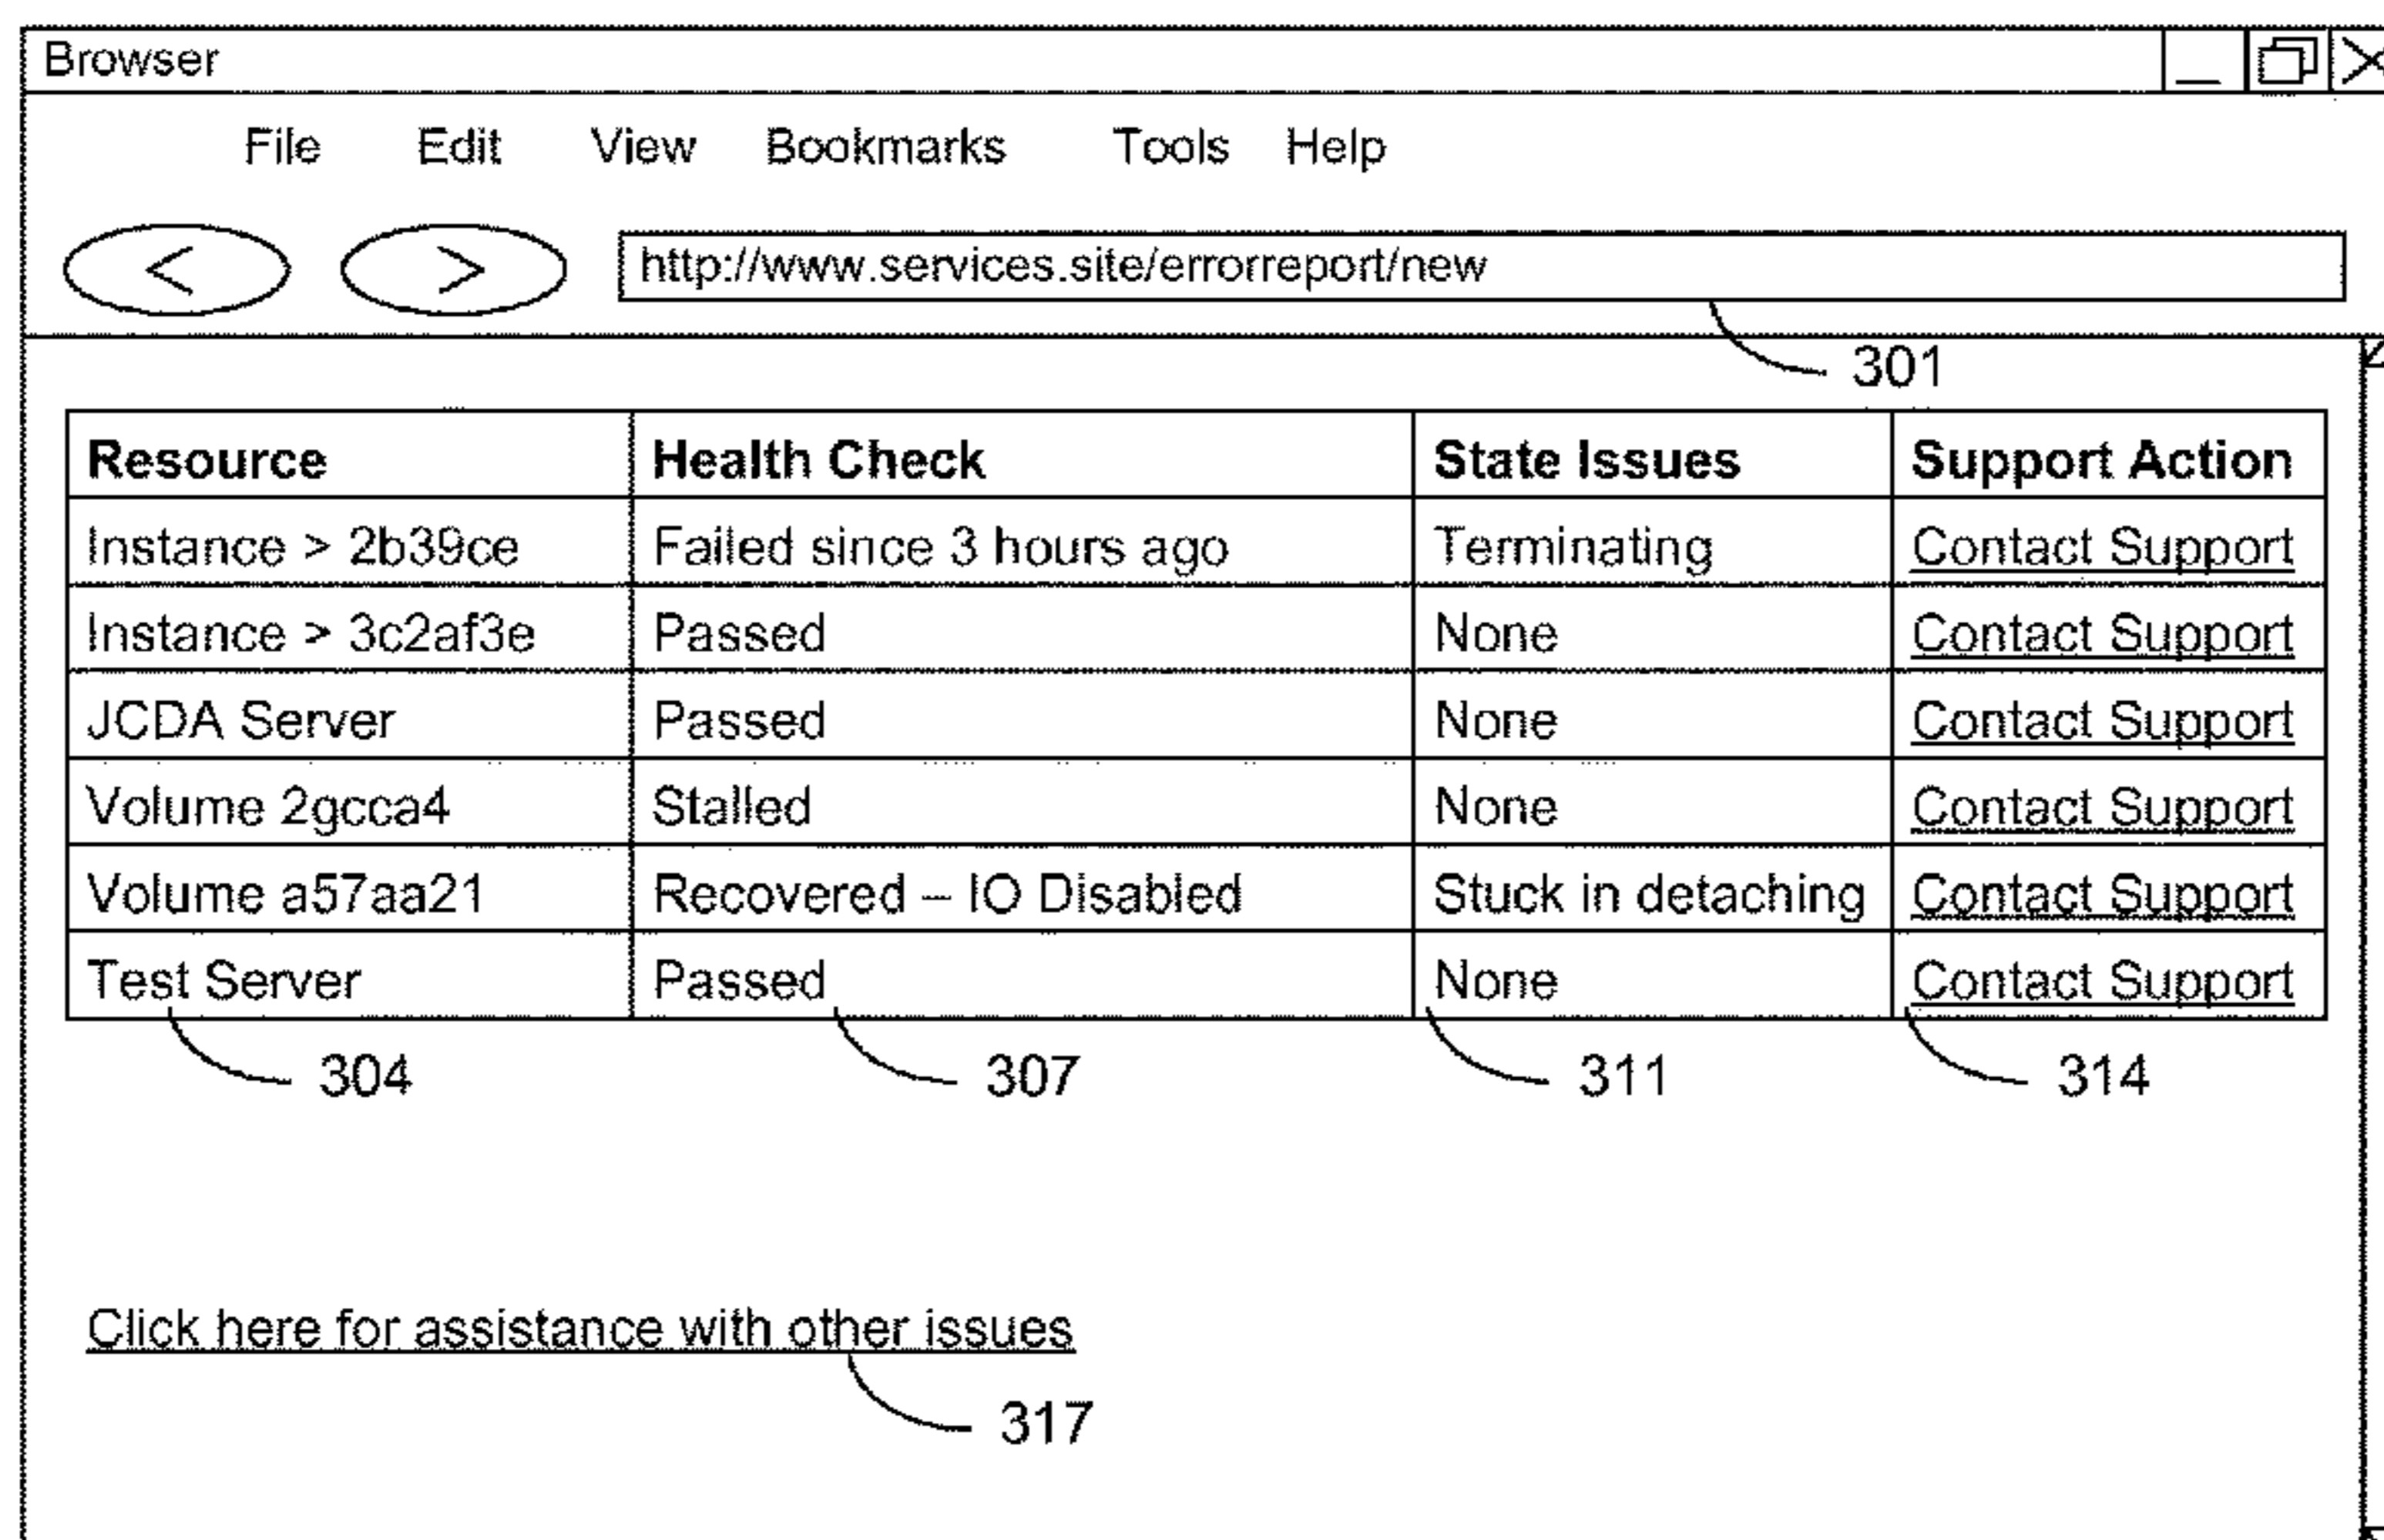 Browser
File Edit View Bookmarks Tools Help
< > http://www.services.site/errorreport/new
301
Resource Health Check State Issues Support Action
Instance > 2b39ce Failed since 3 hours ago Terminating Contact Support
Instance > 3c2af3e Passed None Contact Support
JCDA Server Passed None Contact Support
Volume 2gcca4 Stalled None Contact Support
Volume a57aa21 Recovered – IO Disabled Stuck in detaching Contact Support
Test Server Passed None Contact Support
304 307 311 314
Click here for assistance with other issues
317